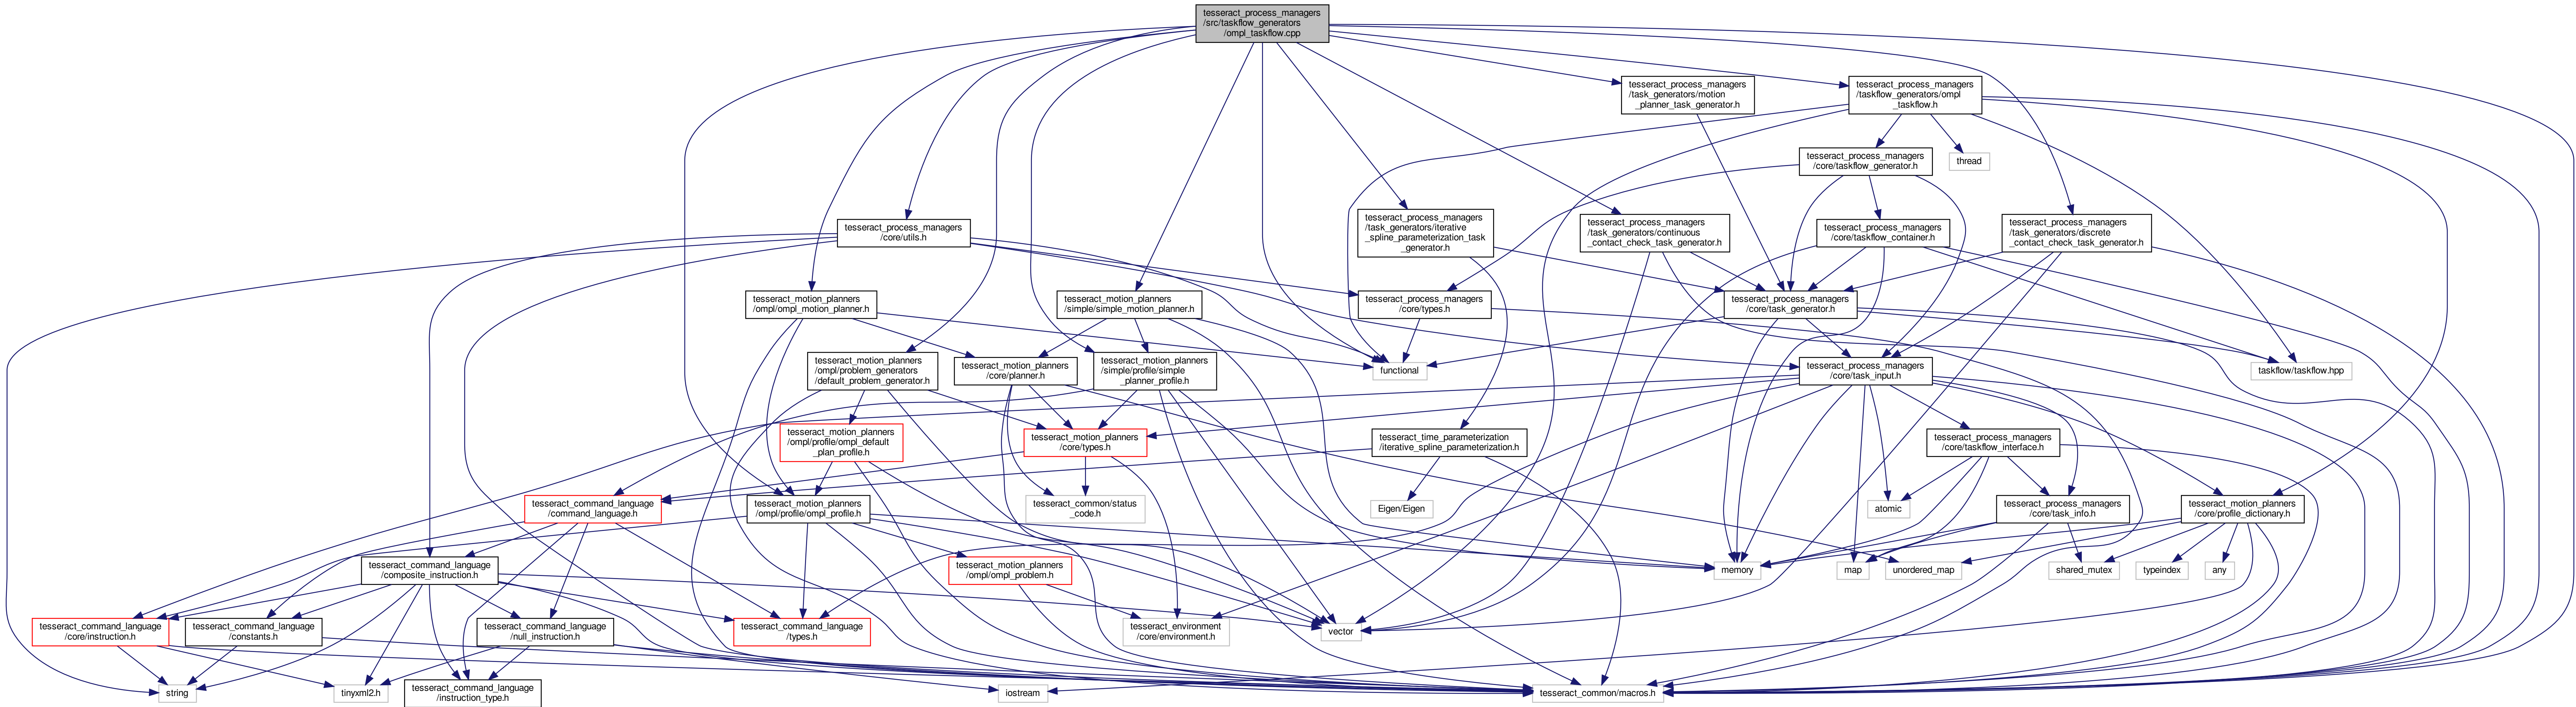 tesseract_process_managers
/src/taskflow_generators
/ompl_taskflow.cpp
tesseract_process_managers
/task_generators/motion
_planner_task_generator.h
tesseract_process_managers
/taskflow_generators/ompl
_taskflow.h
tesseract_process_managers
/core/taskflow_generator.h
thread
tesseract_process_managers
/core/utils.h
tesseract_process_managers
/task_generators/iterative
_spline_parameterization_task
_generator.h
tesseract_process_managers
/task_generators/continuous
_contact_check_task_generator.h
tesseract_process_managers
/core/taskflow_container.h
tesseract_process_managers
/task_generators/discrete
_contact_check_task_generator.h
tesseract_motion_planners
/ompl/ompl_motion_planner.h
tesseract_motion_planners
/simple/simple_motion_planner.h
tesseract_process_managers
/core/types.h
tesseract_process_managers
/core/task_generator.h
tesseract_motion_planners
/ompl/problem_generators
/default_problem_generator.h
tesseract_motion_planners
/core/planner.h
tesseract_motion_planners
/simple/profile/simple
_planner_profile.h
functional
tesseract_process_managers
/core/task_input.h
taskflow/taskflow.hpp
tesseract_motion_planners
/ompl/profile/ompl_default
_plan_profile.h
tesseract_motion_planners
/core/types.h
tesseract_time_parameterization
/iterative_spline_parameterization.h
tesseract_process_managers
/core/taskflow_interface.h
tesseract_command_language
/command_language.h
tesseract_motion_planners
/ompl/profile/ompl_profile.h
tesseract_common/status
_code.h
Eigen/Eigen
atomic
tesseract_process_managers
/core/task_info.h
tesseract_motion_planners
/core/profile_dictionary.h
tesseract_command_language
/composite_instruction.h
tesseract_motion_planners
/ompl/ompl_problem.h
memory
map
unordered_map
shared_mutex
typeindex
any
tesseract_command_language
/core/instruction.h
tesseract_command_language
/constants.h
tesseract_command_language
/null_instruction.h
tesseract_command_language
/types.h
tesseract_environment
/core/environment.h
vector
string
tinyxml2.h
tesseract_command_language
/instruction_type.h
iostream
tesseract_common/macros.h